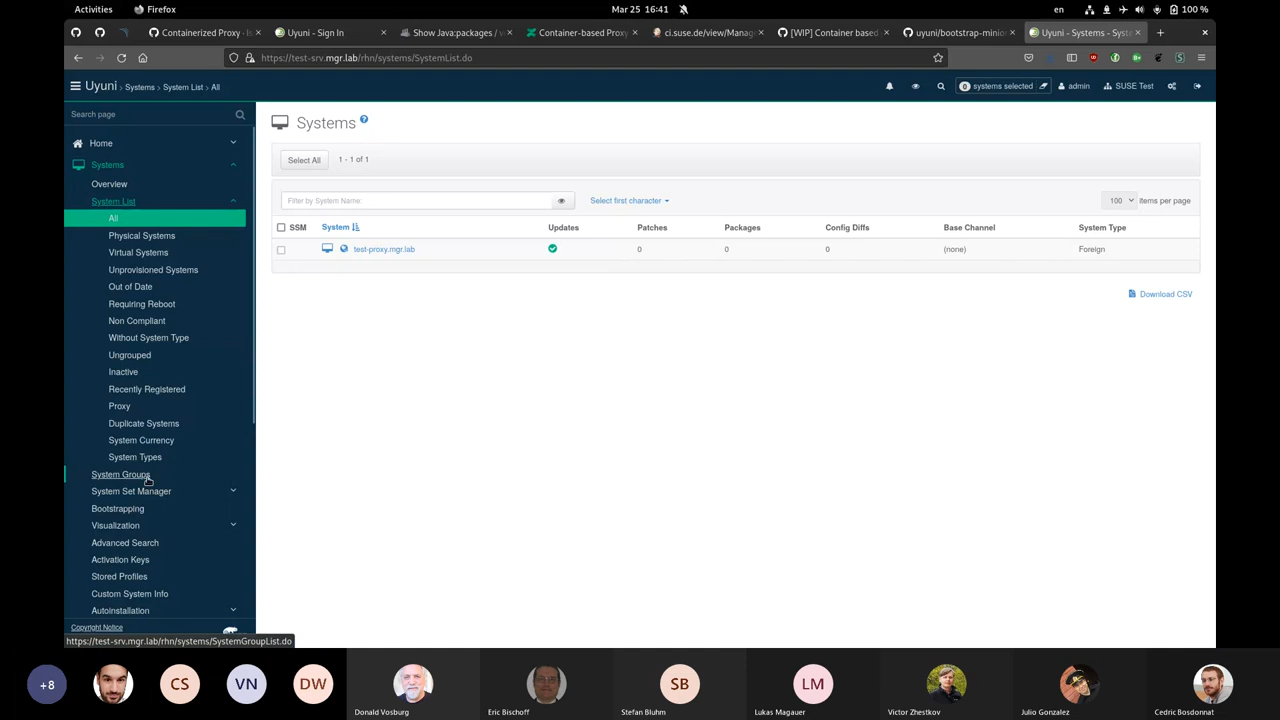 Activities
Firefox
Mar 25 16:41
en
100 %
Containerized Proxy · Is
Uyuni - Sign In
Show Java:packages / v
Container-based Proxy
ci.suse.de/view/Manag
[WIP] Container based
uyuni/bootstrap-minion
Uyuni - Systems - Syste
https://test-srv.mgr.lab/rhn/systems/SystemList.do
Uyuni > Systems > System List > All
0 systems selected
admin
SUSE Test
Search page
Home
Systems
Overview
System List
All
Physical Systems
Virtual Systems
Unprovisioned Systems
Out of Date
Requiring Reboot
Non Compliant
Without System Type
Ungrouped
Inactive
Recently Registered
Proxy
Duplicate Systems
System Currency
System Types
System Groups
System Set Manager
Bootstrapping
Visualization
Advanced Search
Activation Keys
Stored Profiles
Custom System Info
Autoinstallation
Copyright Notice
https://test-srv.mgr.lab/rhn/systems/SystemGroupList.do
Systems
Select All 1 - 1 of 1
Filter by System Name:
Select first character
100 items per page
SSM System Updates Patches Packages Config Diffs Base Channel System Type
test-proxy.mgr.lab 0 0 0 (none) Foreign
Download CSV
+8
CS
VN
DW
SB
LM
Donald Vosburg
Eric Bischoff
Stefan Bluhm
Lukas Magauer
Victor Zhestkov
Julio Gonzalez
Cedric Bosdonnat